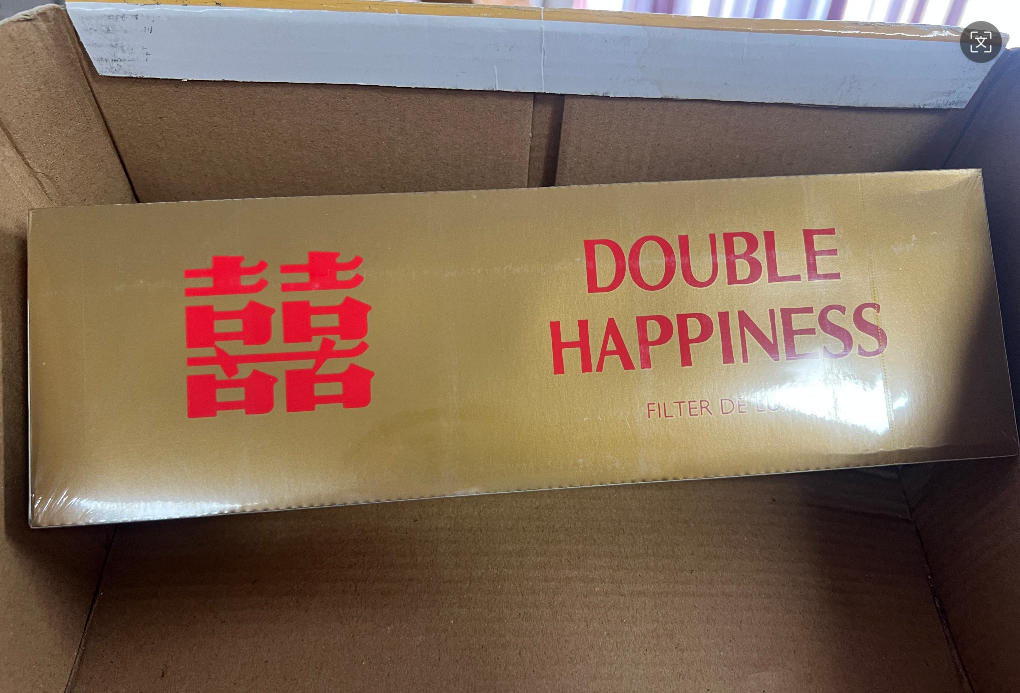 囍
DOUBLE
HAPPINESS
FILTER DE